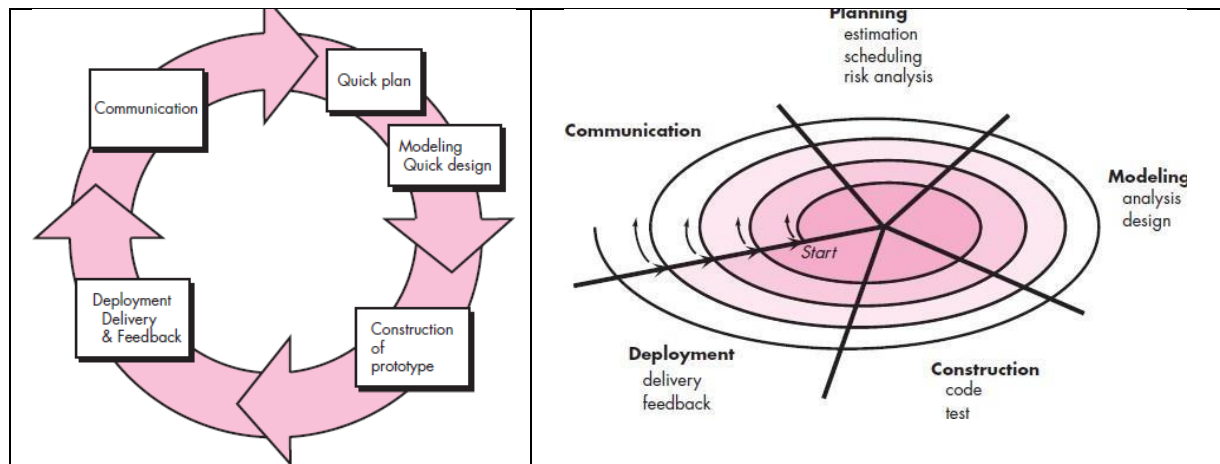 Communication
Quick plan
Modeling
Quick design
Construction
of
prototype
Deployment
Delivery
& Feedback
Planning
estimation
scheduling
risk analysis
Communication
Modeling
analysis
design
Start
Construction
code
test
Deployment
delivery
feedback